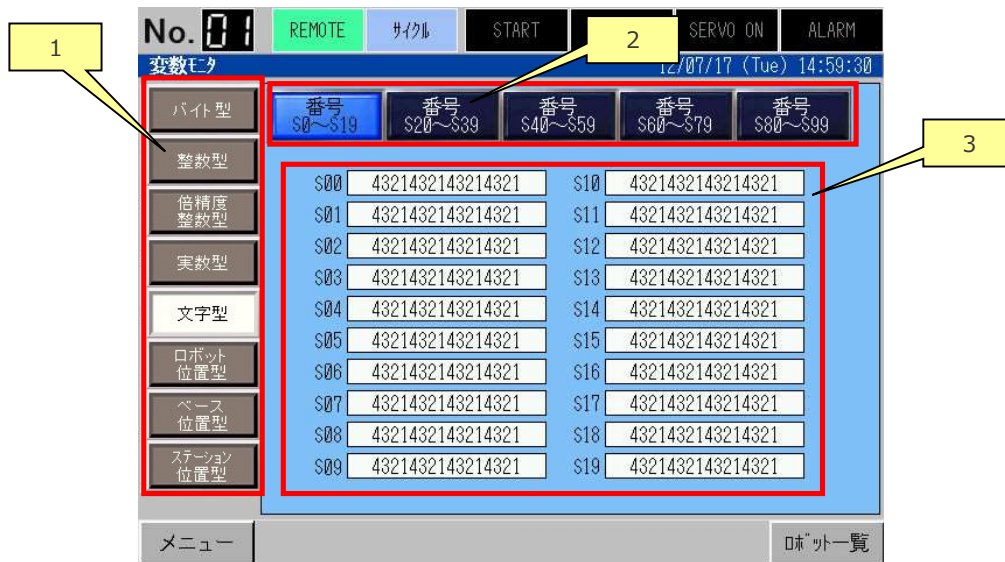 No. 01
REMOTE
サイクル
START
SERVO ON
ALARM
変数モニタ
12/07/17 (Tue) 14:59:30
1
2
3
バイト型
整数型
倍精度
整数型
実数型
文字型
ロボット
位置型
ベース
位置型
ステーション
位置型
番号
S0～S19
番号
S20～S39
番号
S40～S59
番号
S60～S79
番号
S80～S99
S00 4321432143214321
S01 4321432143214321
S02 4321432143214321
S03 4321432143214321
S04 4321432143214321
S05 4321432143214321
S06 4321432143214321
S07 4321432143214321
S08 4321432143214321
S09 4321432143214321
S10 4321432143214321
S11 4321432143214321
S12 4321432143214321
S13 4321432143214321
S14 4321432143214321
S15 4321432143214321
S16 4321432143214321
S17 4321432143214321
S18 4321432143214321
S19 4321432143214321
メニュー
ロボット一覧